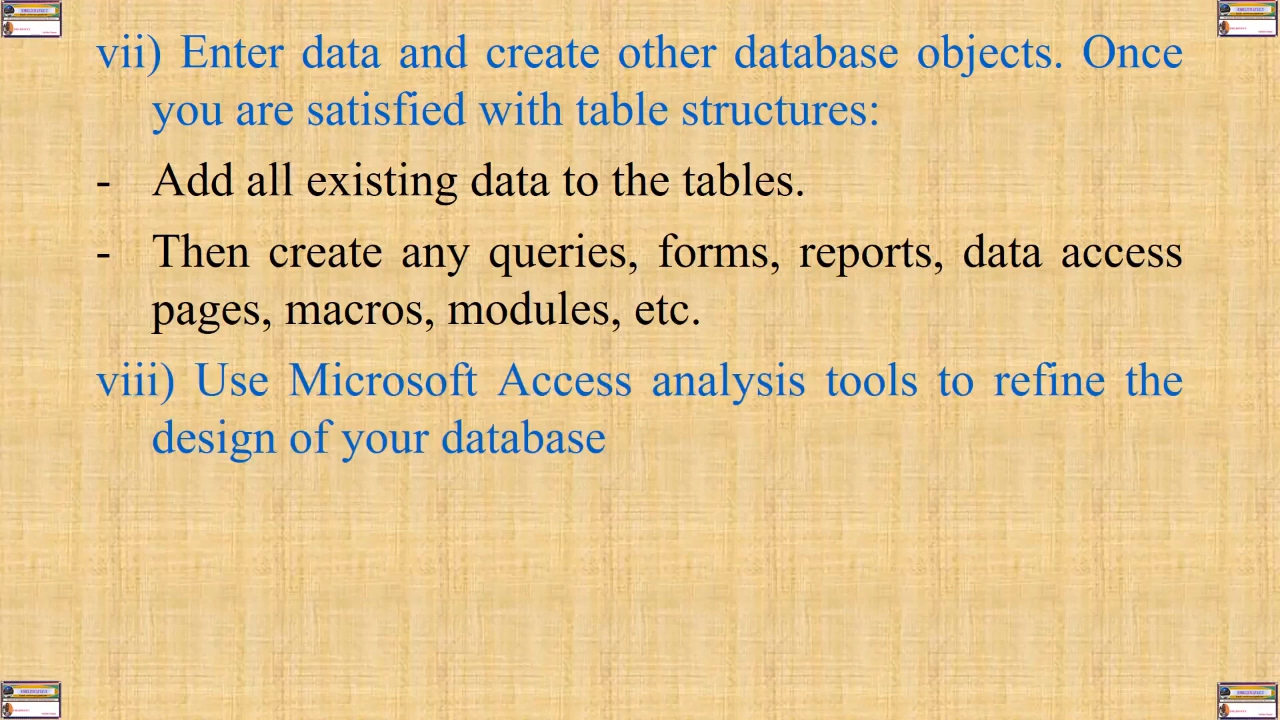 vii) Enter data and create other database objects. Once
you are satisfied with table structures:
- Add all existing data to the tables.
- Then create any queries, forms, reports, data access
pages, macros, modules, etc.
viii) Use Microsoft Access analysis tools to refine the
design of your database